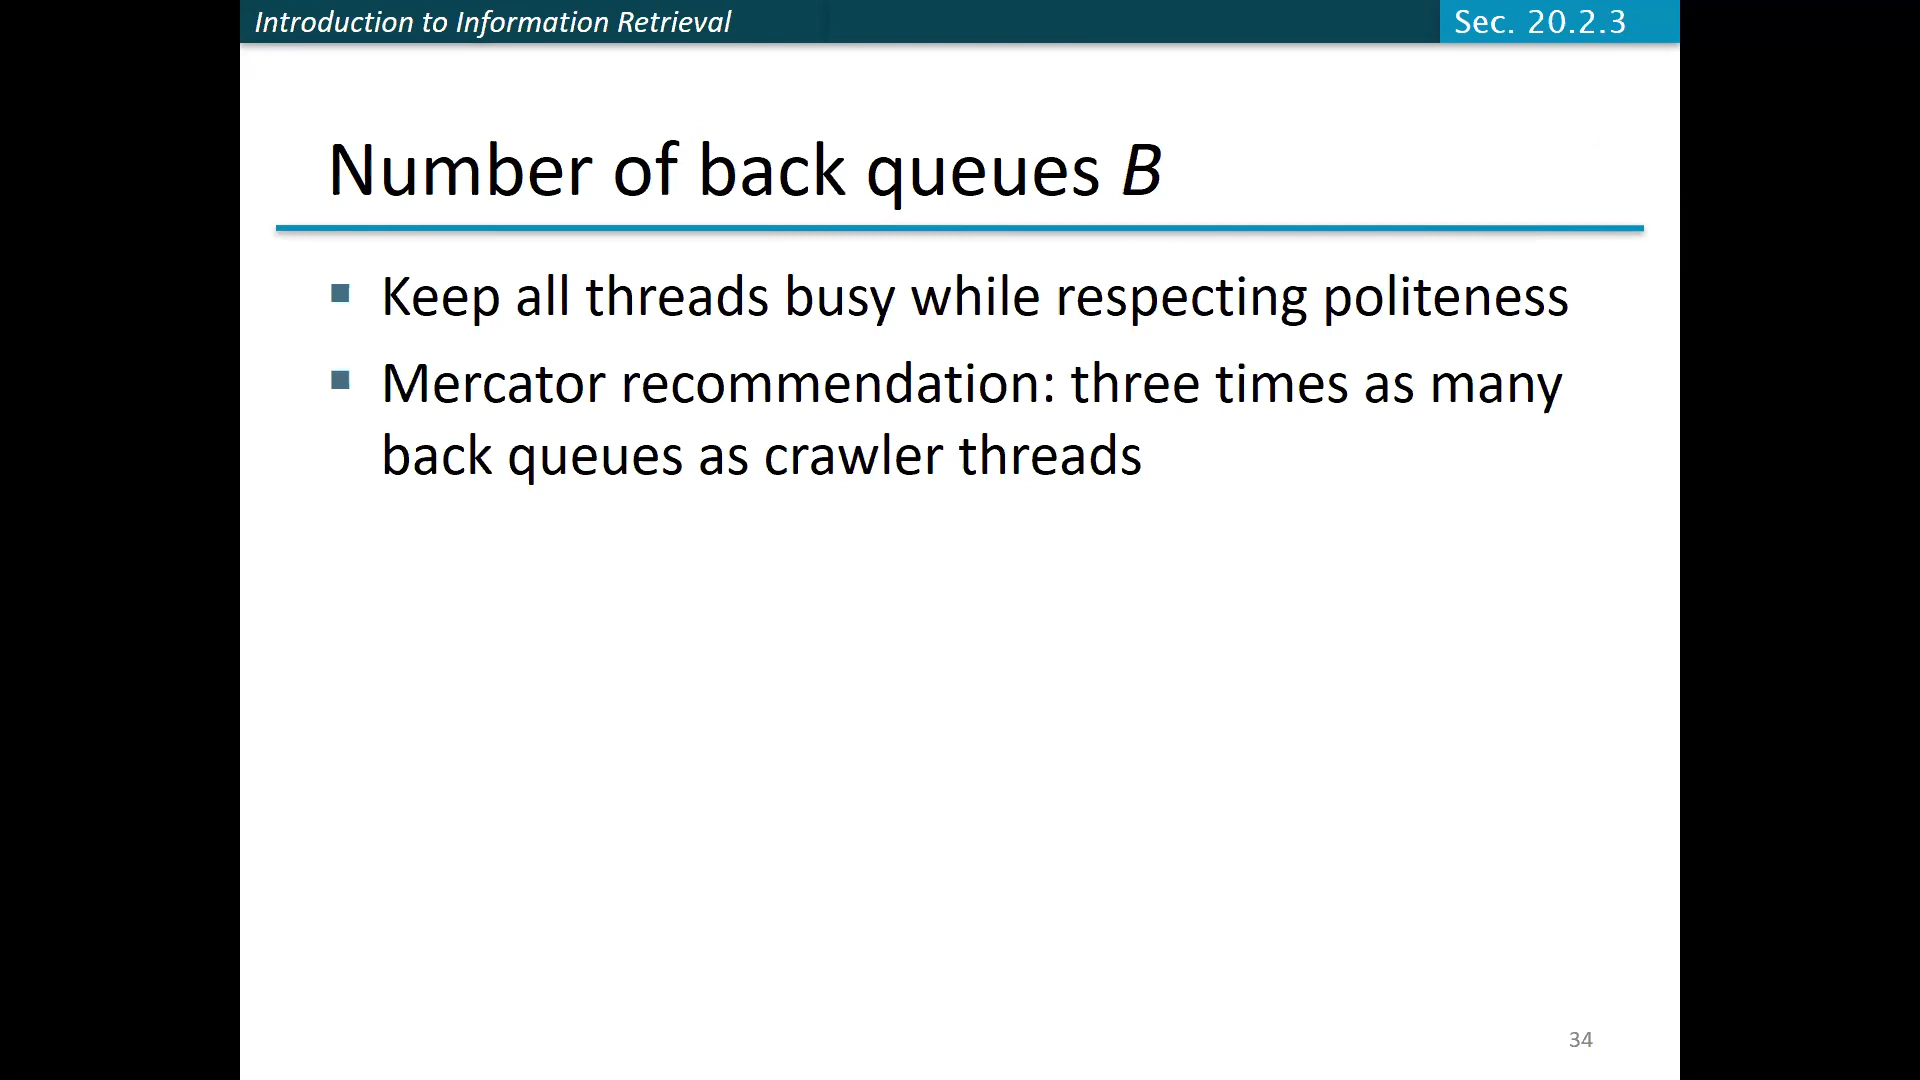 Introduction to Information Retrieval
Sec. 20.2.3
Number of back queues B
▪ Keep all threads busy while respecting politeness
▪ Mercator recommendation: three times as many
back queues as crawler threads
34